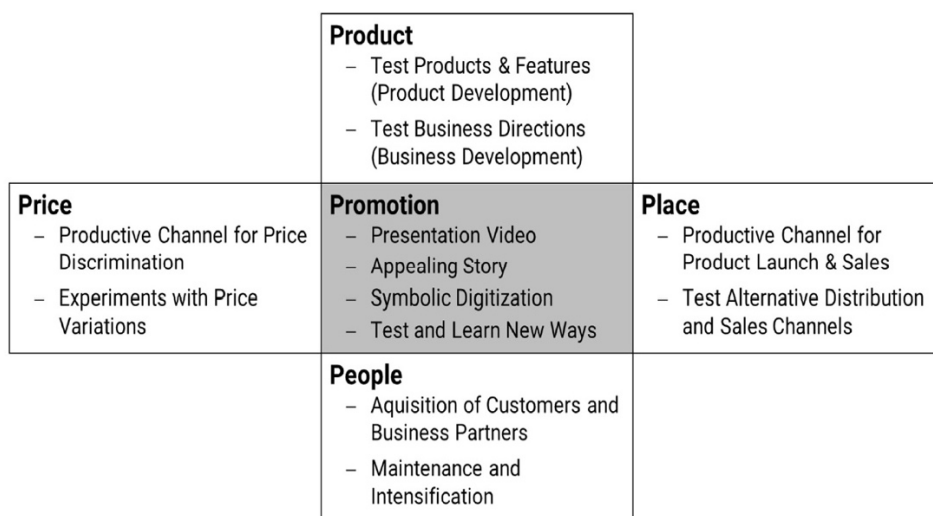 Product
– Test Products & Features
(Product Development)
– Test Business Directions
(Business Development)
Price
– Productive Channel for Price
Discrimination
– Experiments with Price
Variations
Promotion
– Presentation Video
– Appealing Story
– Symbolic Digitization
– Test and Learn New Ways
Place
– Productive Channel for
Product Launch & Sales
– Test Alternative Distribution
and Sales Channels
People
– Aquisition of Customers and
Business Partners
– Maintenance and
Intensification